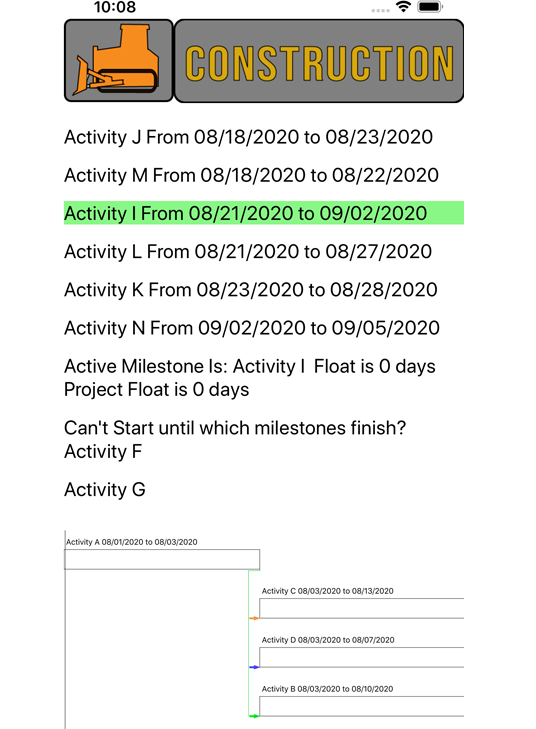 10:08
CONSTRUCTION
Activity J From 08/18/2020 to 08/23/2020
Activity M From 08/18/2020 to 08/22/2020
Activity I From 08/21/2020 to 09/02/2020
Activity L From 08/21/2020 to 08/27/2020
Activity K From 08/23/2020 to 08/28/2020
Activity N From 09/02/2020 to 09/05/2020
Active Milestone Is: Activity I  Float is 0 days
Project Float is 0 days
Can't Start until which milestones finish?
Activity F
Activity G
Activity A 08/01/2020 to 08/03/2020
Activity C 08/03/2020 to 08/13/2020
Activity D 08/03/2020 to 08/07/2020
Activity B 08/03/2020 to 08/10/2020